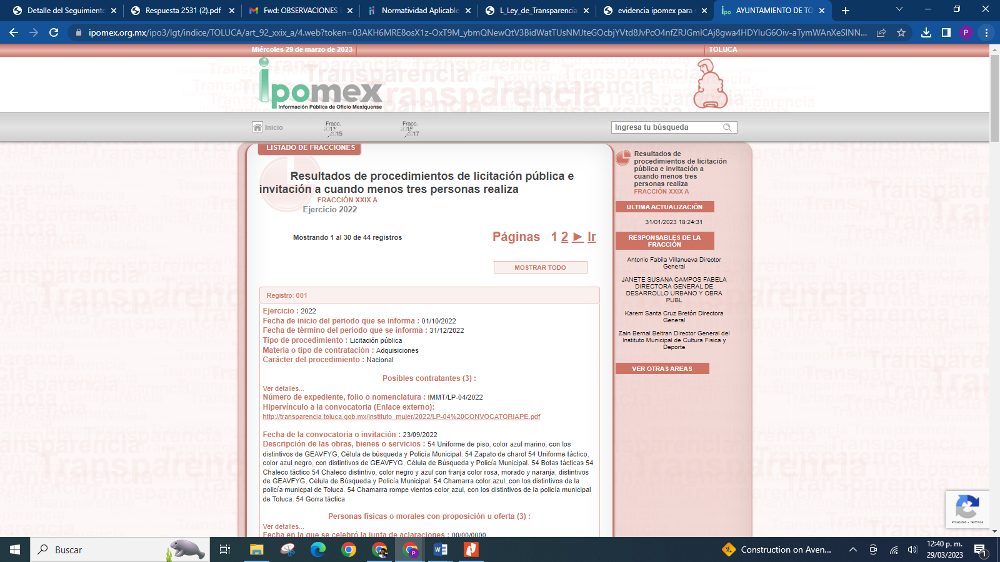 Detalle del Seguimiento
Respuesta 2531 (2).pdf
Fwd: OBSERVACIONES
Normatividad Aplicable
L_Ley_de_Transparencia
evidencia ipomex para s
AYUNTAMIENTO DE TO
ipomex.org.mx/ipo3/lgt/indice/TOLUCA/art_92_xxix_a/4.web?token=03AKH6MRE8osX1z-OxT9M_ybmQNewQtV3BidWatTUsNMJteGOcbjYVtd8JvPcO4nfZRJGmlCAj8gwa4HDYluG6Oiv-aTymWAnXeSlNN...
P
Miércoles 29 de marzo de 2023
TOLUCA
ipomex
Información Pública de Oficio Mexiquense
Transparencia
Inicio
Fracc.
2015
Fracc.
2017
Ingresa tu búsqueda
LISTADO DE FRACCIONES
Resultados de procedimientos de licitación pública e
invitación a cuando menos tres personas realiza
FRACCIÓN XXIX A
Ejercicio 2022
Mostrando 1 al 30 de 44 registros
Páginas 1 2 ► Ir
MOSTRAR TODO
Registro: 001
Ejercicio : 2022
Fecha de inicio del periodo que se informa : 01/10/2022
Fecha de término del periodo que se informa : 31/12/2022
Tipo de procedimiento : Licitación pública
Materia o tipo de contratación : Adquisiciones
Carácter del procedimiento : Nacional
Posibles contratantes (3) :
Ver detalles...
Número de expediente, folio o nomenclatura : IMMT/LP-04/2022
Hipervínculo a la convocatoria (Enlace externo):
http://transparencia.toluca.gob.mx/instituto_mujer/2022/LP-04%20CONVOCATORIAPE.pdf
Fecha de la convocatoria o invitación : 23/09/2022
Descripción de las obras, bienes o servicios : 54 Uniforme de piso, color azul marino, con los
distintivos de GEAVFYG, Célula de búsqueda y Policía Municipal. 54 Zapato de charol 54 Uniforme táctico,
color azul negro, con distintivos de GEAVFYG, Célula de Búsqueda y Policía Municipal. 54 Botas tácticas 54
Chaleco táctico 54 Chaleco distintivo, color negro y azul con franja color rosa, morado y naranja, distintivos
de GEAVFYG, Célula de Búsqueda y Policía Municipal. 54 Chamarra color azul, con los distintivos de la
policía municpal de Toluca. 54 Chamarra rompe vientos color azul, con los distintivos de la policía municipal
de Toluca. 54 Gorra táctica
Personas físicas o morales con proposición u oferta (3) :
Ver detalles...
Fecha en la que se celebró la junta de aclaraciones : 00/00/0000
Resultados de
procedimientos de licitación
pública e invitación a
cuando menos tres
personas realiza
FRACCIÓN XXIX A
ULTIMA ACTUALIZACIÓN
31/01/2023 18:24:31
RESPONSABLES DE LA
FRACCIÓN
Antonio Fabila Villanueva Director
General
JANETE SUSANA CAMPOS FABELA
DIRECTORA GENERAL DE
DESARROLLO URBANO Y OBRA
PUBL
Karem Santa Cruz Bretón Directora
General
Zain Bernal Beltran Director General del
Instituto Municipal de Cultura Física y
Deporte
VER OTRAS AREAS
Privacidad - Términos
Buscar
Construction on Aven...
12:40 p. m.
29/03/2023
1